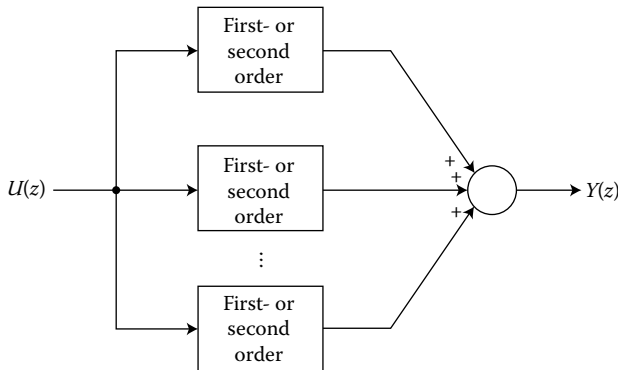 First- or
second
order
U(z)
First- or
second
order
+
+
+
Y(z)
⋮
First- or
second
order